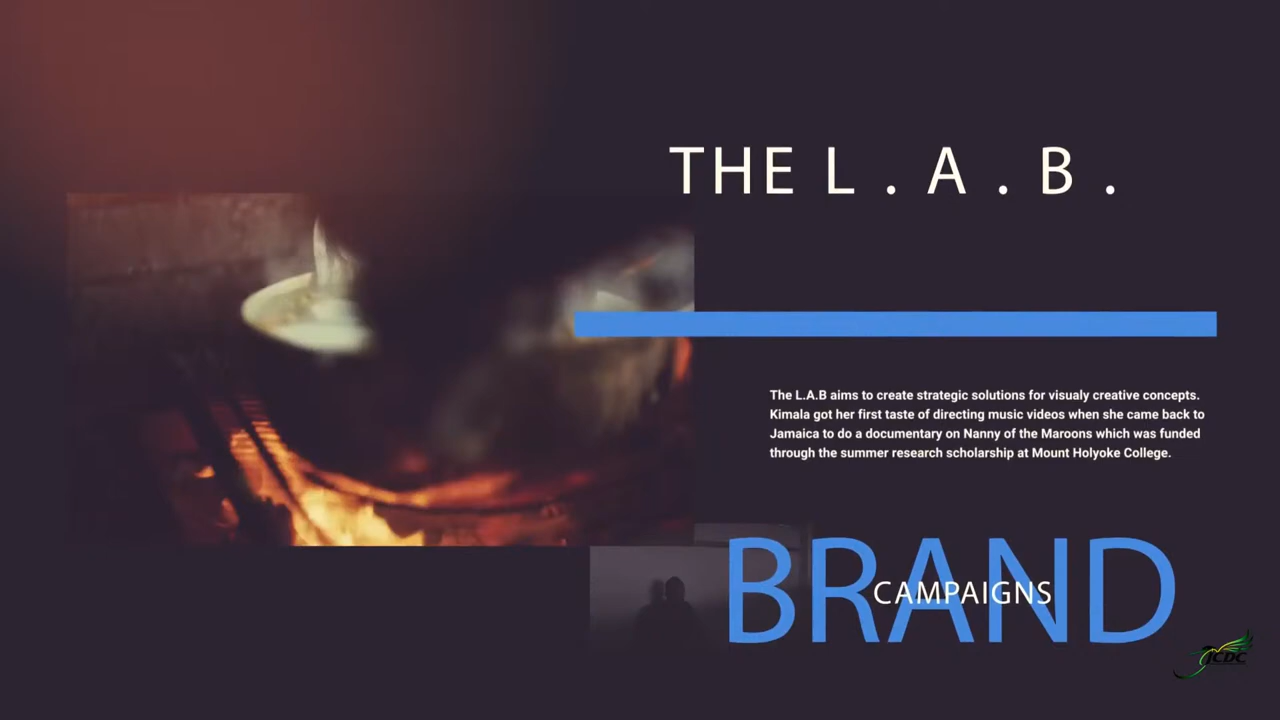 THE L . A . B .
The L.A.B aims to create strategic solutions for visualy creative concepts.
Kimala got her first taste of directing music videos when she came back to
Jamaica to do a documentary on Nanny of the Maroons which was funded
through the summer research scholarship at Mount Holyoke College.
BRAND
CAMPAIGNS
JCDC